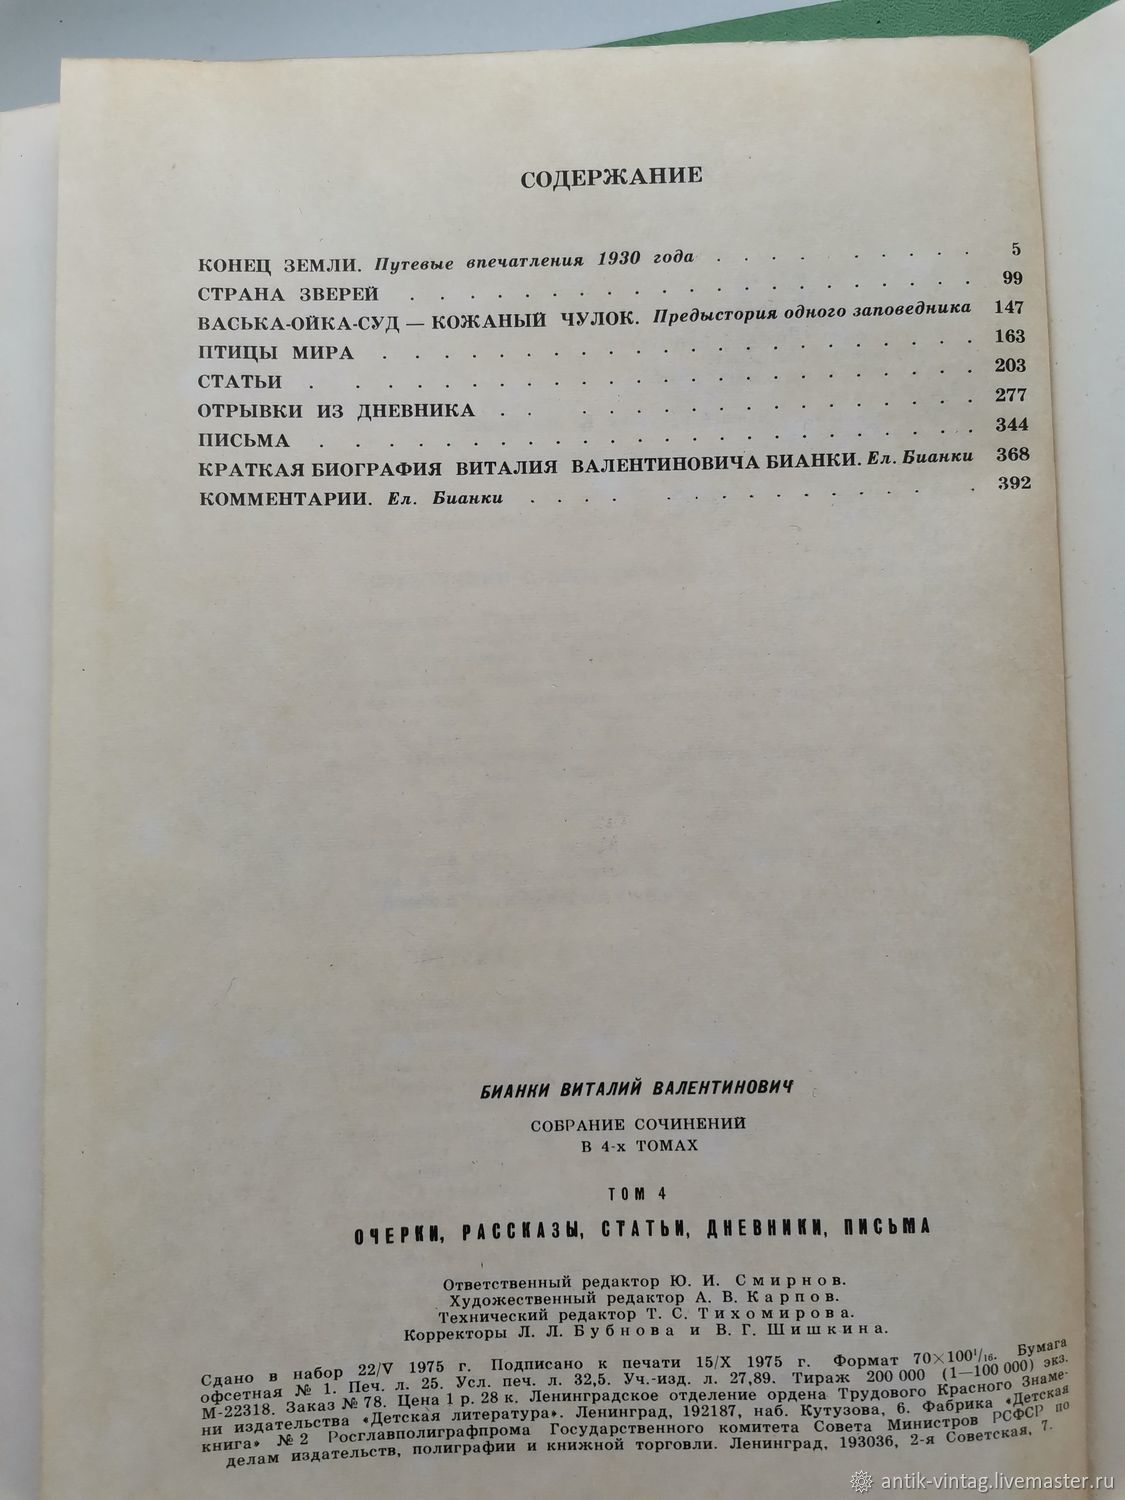 СОДЕРЖАНИЕ
КОНЕЦ ЗЕМЛИ. Путевые впечатления 1930 года . . . . . . . . . . 5
СТРАНА ЗВЕРЕЙ . . . . . . . . . . . . . . . . . . . . 99
ВАСЬКА-ОЙКА-СУД — КОЖАНЫЙ ЧУЛОК. Предыстория одного заповедника 147
ПТИЦЫ МИРА . . . . . . . . . . . . . . . . . . . . . 163
СТАТЬИ . . . . . . . . . . . . . . . . . . . . . . . 203
ОТРЫВКИ ИЗ ДНЕВНИКА . . . . . . . . . . . . . . . . 277
ПИСЬМА . . . . . . . . . . . . . . . . . . . . . . . 344
КРАТКАЯ БИОГРАФИЯ ВИТАЛИЯ ВАЛЕНТИНОВИЧА БИАНКИ. Ел. Бианки 368
КОММЕНТАРИИ. Ел. Бианки . . . . . . . . . . . . . . . 392
БИАНКИ ВИТАЛИЙ ВАЛЕНТИНОВИЧ
СОБРАНИЕ СОЧИНЕНИЙ
В 4-х ТОМАХ
ТОМ 4
ОЧЕРКИ, РАССКАЗЫ, СТАТЬИ, ДНЕВНИКИ, ПИСЬМА
Ответственный редактор Ю. И. Смирнов.
Художественный редактор А. В. Карпов.
Технический редактор Т. С. Тихомирова.
Корректоры Л. Л. Бубнова и В. Г. Шишкина.
Сдано в набор 22/V 1975 г. Подписано к печати 15/X 1975 г. Формат 70×100¹/₁₆. Бумага
офсетная № 1. Печ. л. 25. Усл. печ. л. 32,5. Уч.-изд. л. 27,89. Тираж 200 000 (1—100 000) экз.
М-22318. Заказ № 78. Цена 1 р. 28 к. Ленинградское отделение ордена Трудового Красного Знаме-
ни издательства «Детская литература». Ленинград, 192187, наб. Кутузова, 6. Фабрика «Детская
книга» № 2 Росглавполиграфпрома Государственного комитета Совета Министров РСФСР по
делам издательств, полиграфии и книжной торговли. Ленинград, 193036, 2-я Советская, 7.
antik-vintag.livemaster.ru